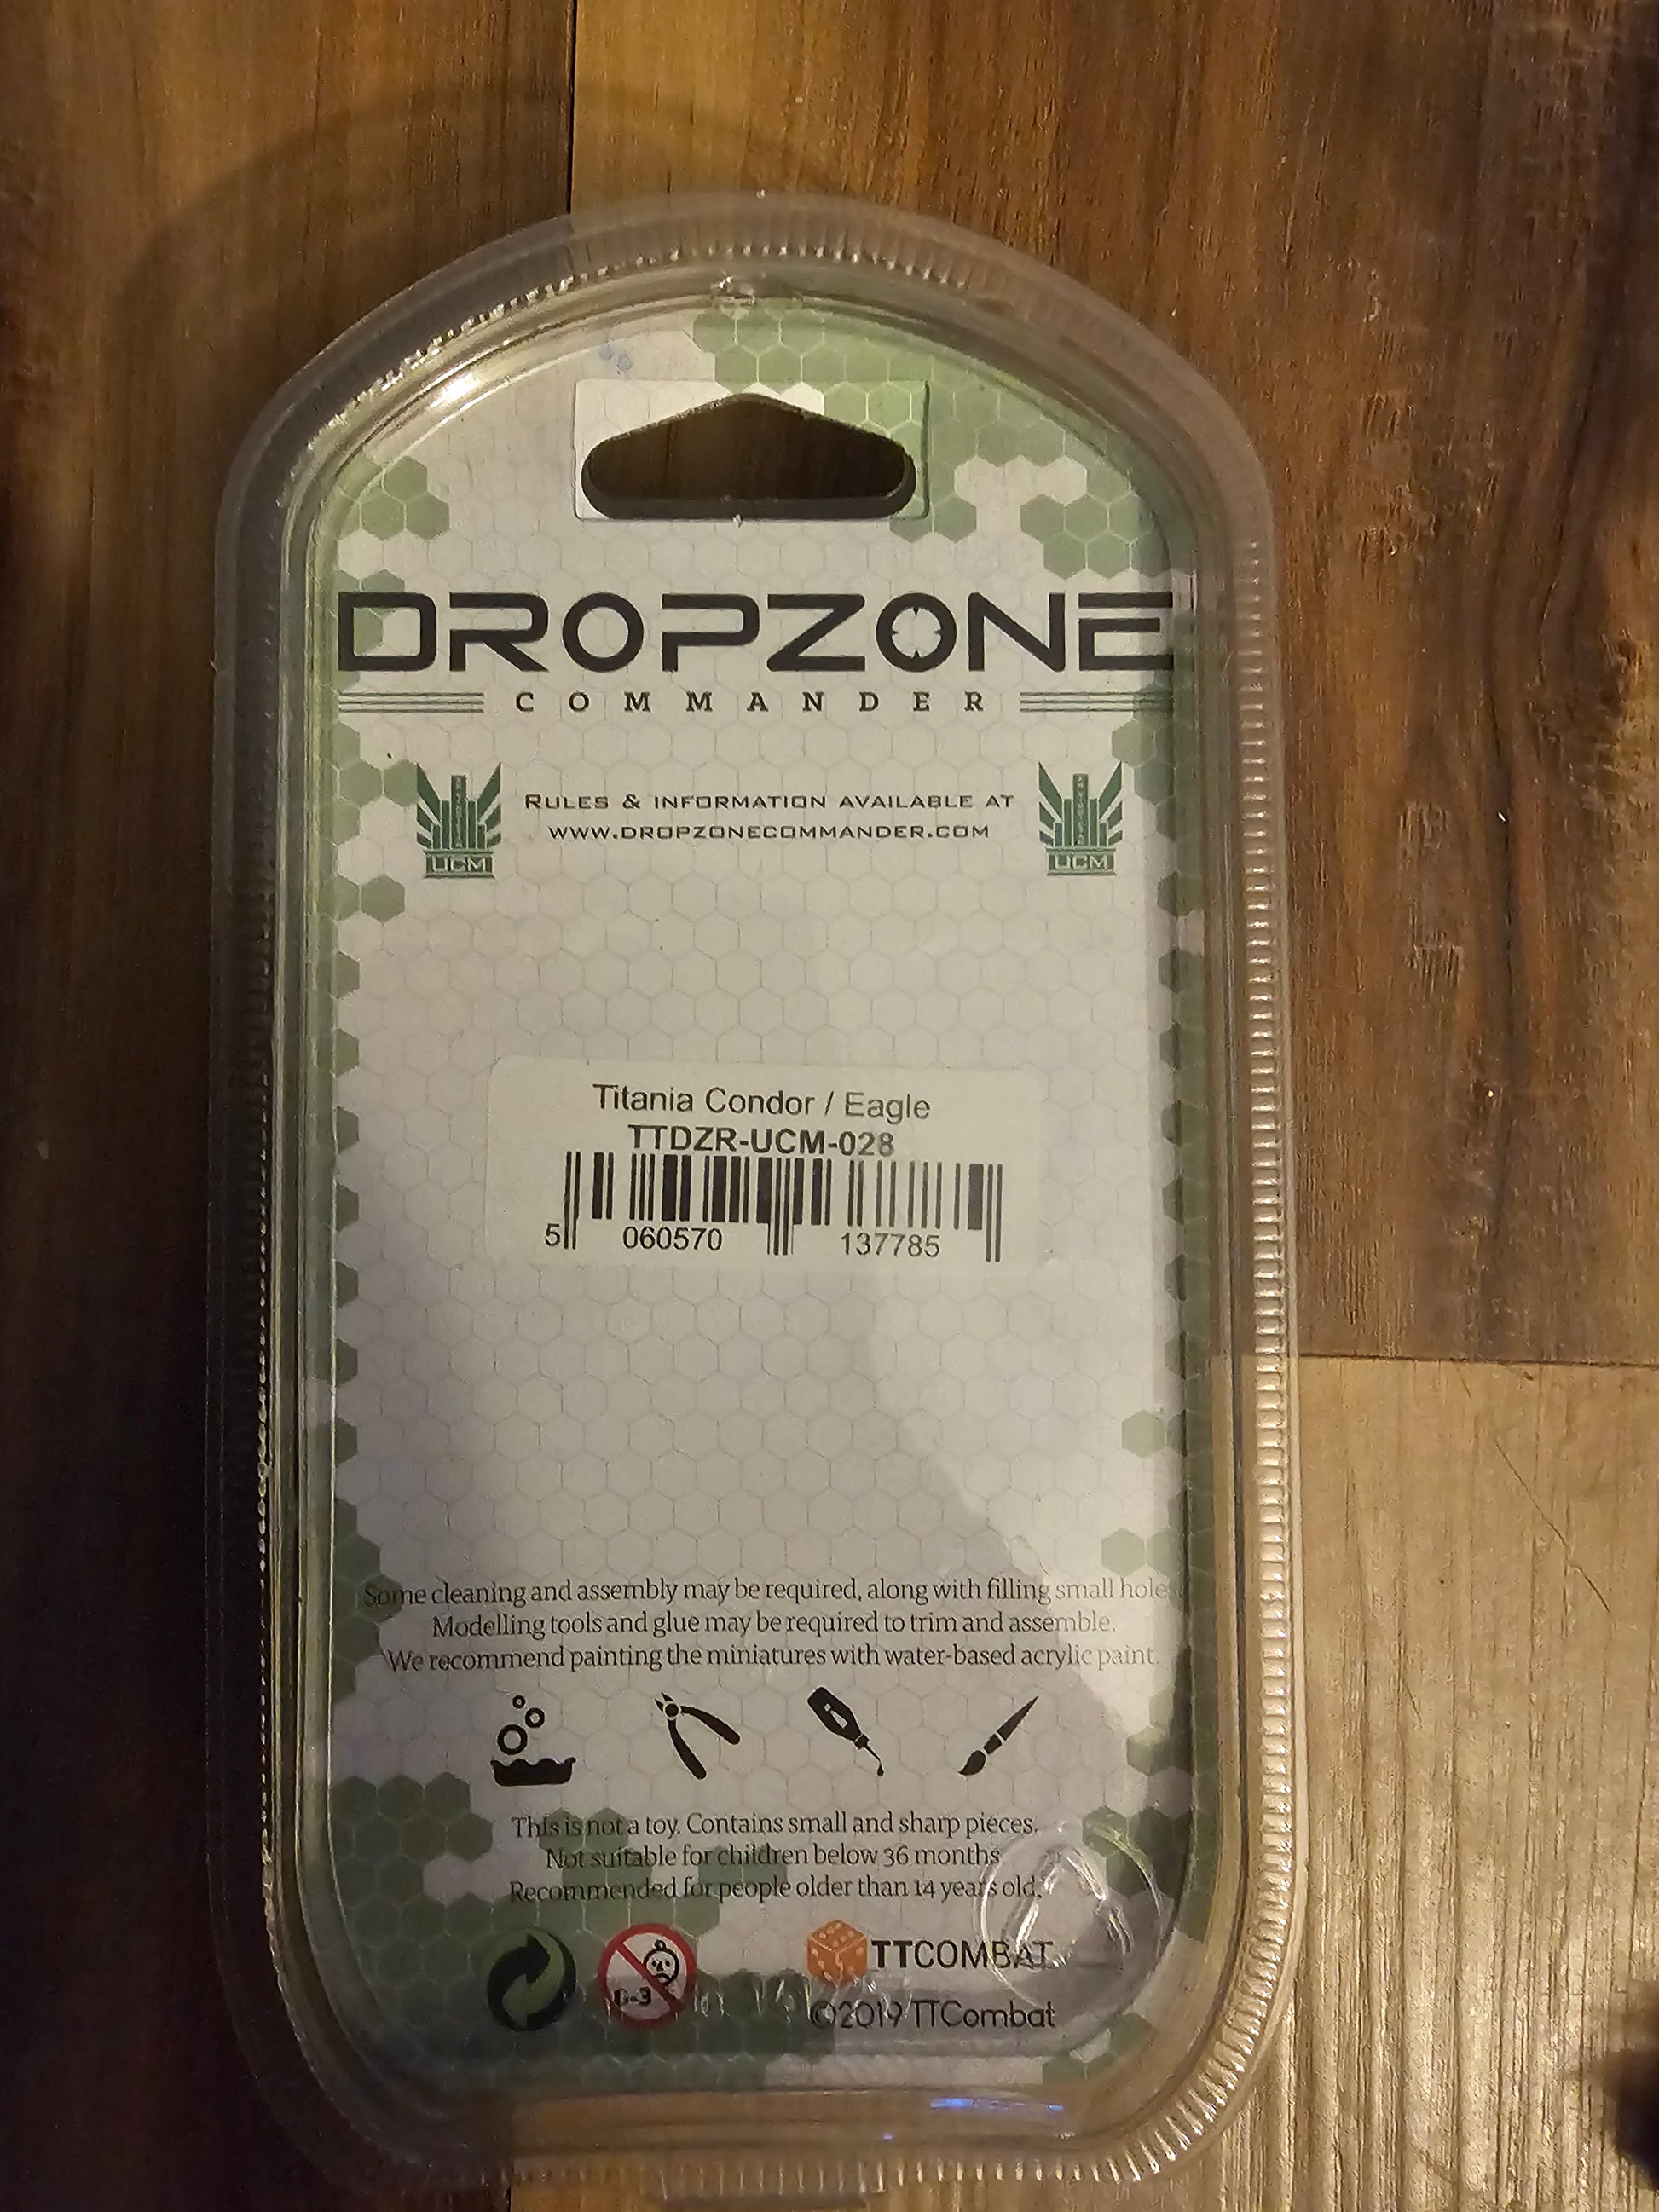 DROPZONE
COMMANDER
RULES & INFORMATION AVAILABLE AT
WWW.DROPZONECOMMANDER.COM
UCM
UCM
Titania Condor / Eagle
TTDZR-UCM-028
5 060570 137785
Some cleaning and assembly may be required, along with filling small hole
Modelling tools and glue may be required to trim and assemble.
We recommend painting the miniatures with water-based acrylic paint.
This is not a toy. Contains small and sharp pieces.
Not suitable for children below 36 months
Recommended for people older than 14 years old.
0-3
TTCOMBAT
©2019 TTCombat